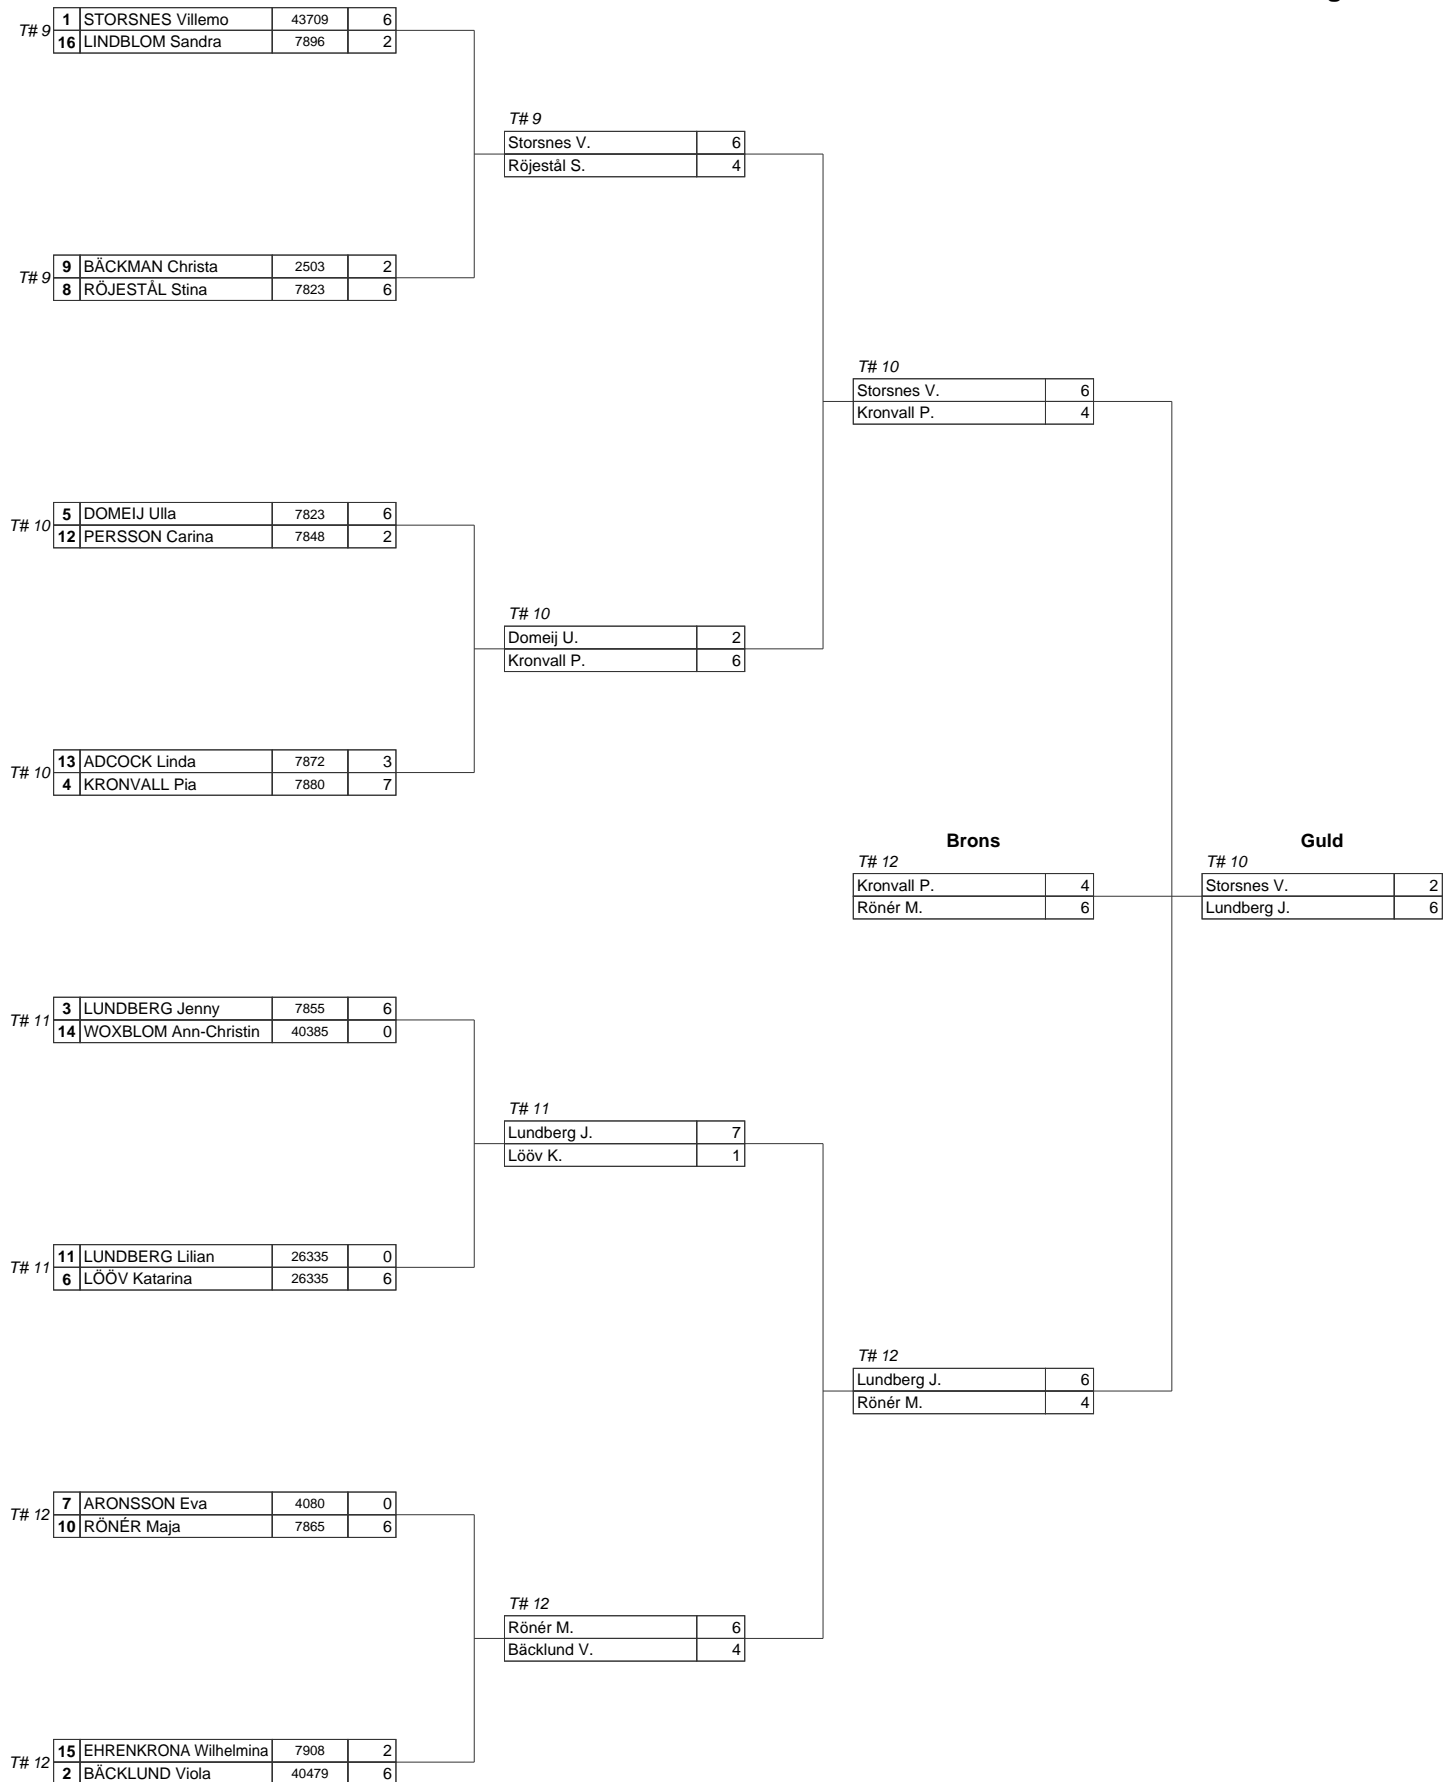 T# 9
1 STORSNES Villemo 43709 6
16 LINDBLOM Sandra 7896 2
T# 9
Storsnes V. 6
Röjestål S. 4
T# 9
9 BÄCKMAN Christa 2503 2
8 RÖJESTÅL Stina 7823 6
T# 10
Storsnes V. 6
Kronvall P. 4
T# 10
5 DOMEIJ Ulla 7823 6
12 PERSSON Carina 7848 2
T# 10
Domeij U. 2
Kronvall P. 6
T# 10
13 ADCOCK Linda 7872 3
4 KRONVALL Pia 7880 7
Brons
T# 12
Kronvall P. 4
Rönér M. 6
Guld
T# 10
Storsnes V. 2
Lundberg J. 6
T# 11
3 LUNDBERG Jenny 7855 6
14 WOXBLOM Ann-Christin 40385 0
T# 11
Lundberg J. 7
Lööv K. 1
T# 11
11 LUNDBERG Lilian 26335 0
6 LÖÖV Katarina 26335 6
T# 12
Lundberg J. 6
Rönér M. 4
T# 12
7 ARONSSON Eva 4080 0
10 RÖNÉR Maja 7865 6
T# 12
Rönér M. 6
Bäcklund V. 4
T# 12
15 EHRENKRONA Wilhelmina 7908 2
2 BÄCKLUND Viola 40479 6